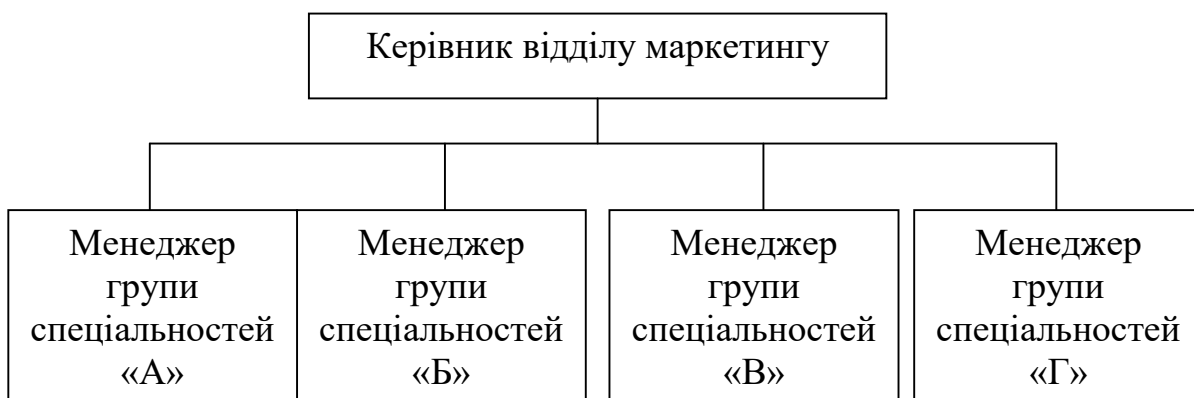 Керівник відділу маркетингу
Менеджер
групи
спеціальностей
«А»
Менеджер
групи
спеціальностей
«Б»
Менеджер
групи
спеціальностей
«В»
Менеджер
групи
спеціальностей
«Г»